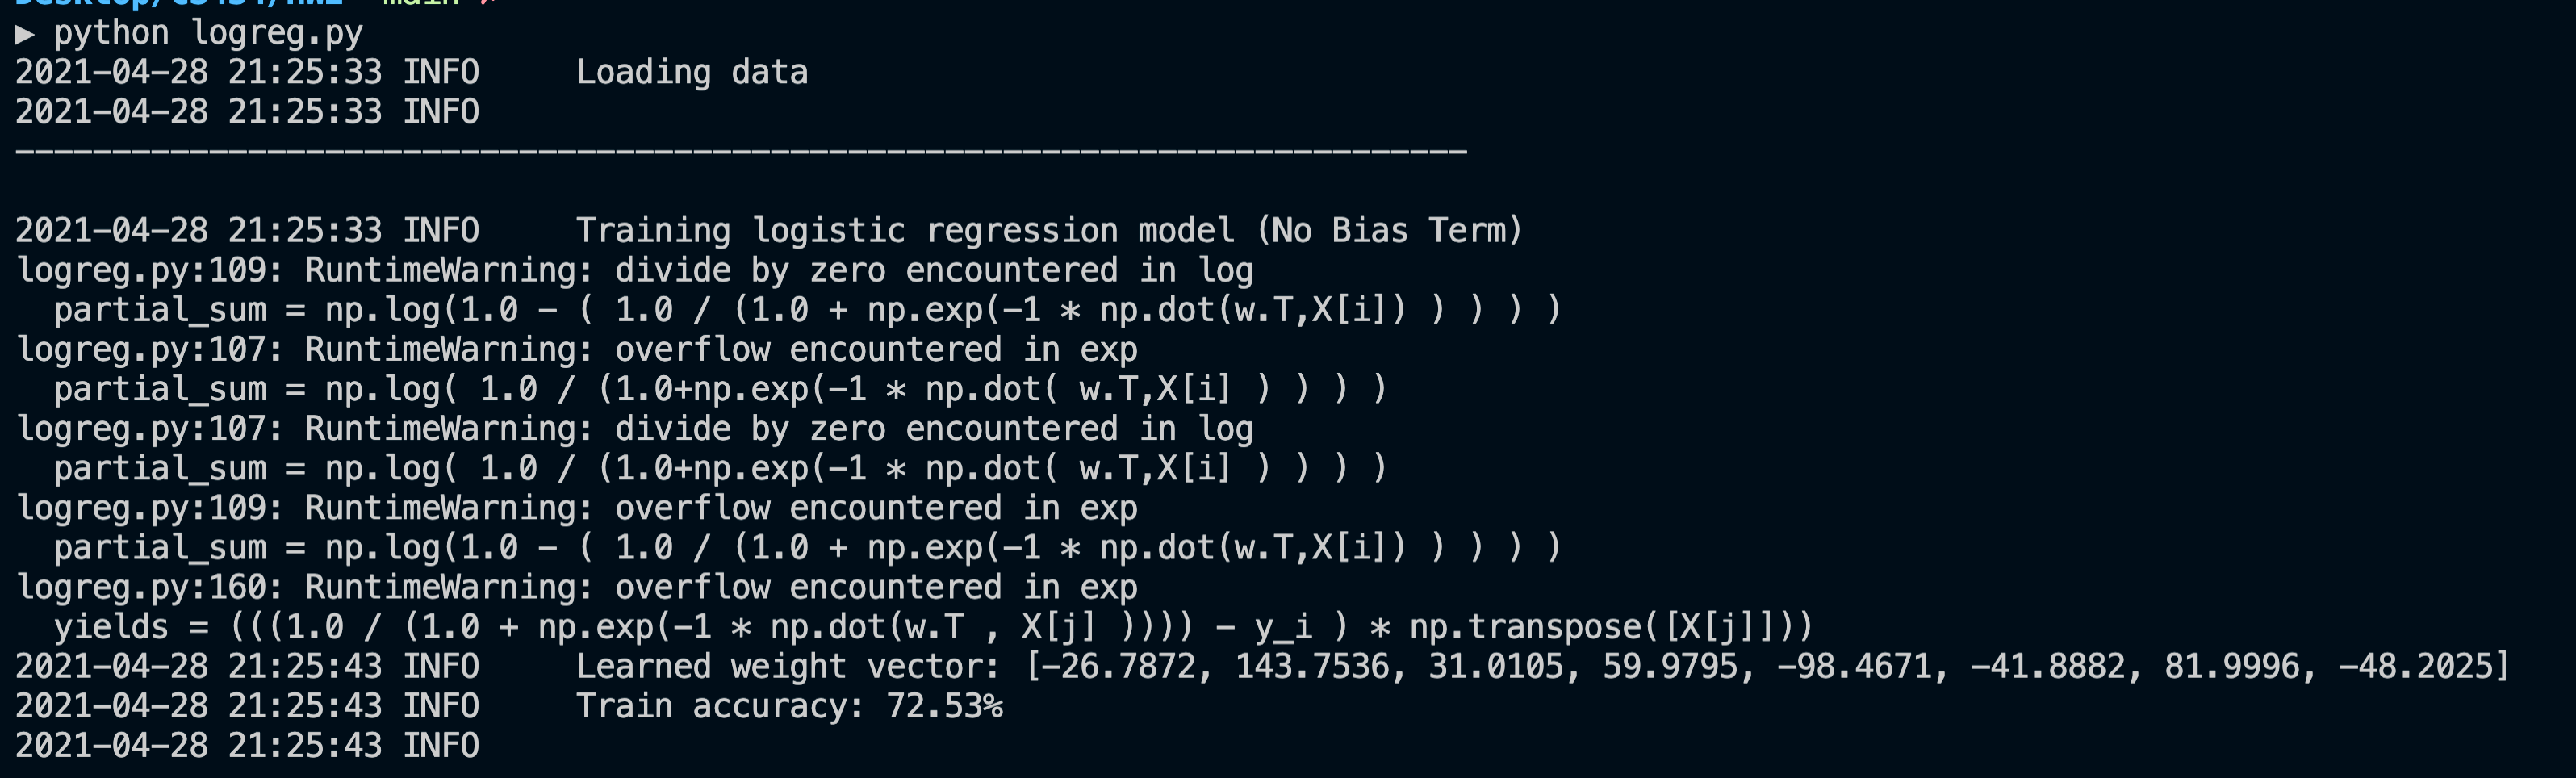 Desktop/CS434/HW2 main ✗
▶ python logreg.py
2021-04-28 21:25:33 INFO     Loading data
2021-04-28 21:25:33 INFO
---------------------------------------------------------------------------
2021-04-28 21:25:33 INFO     Training logistic regression model (No Bias Term)
logreg.py:109: RuntimeWarning: divide by zero encountered in log
  partial_sum = np.log(1.0 - ( 1.0 / (1.0 + np.exp(-1 * np.dot(w.T,X[i]) ) ) ) )
logreg.py:107: RuntimeWarning: overflow encountered in exp
  partial_sum = np.log( 1.0 / (1.0+np.exp(-1 * np.dot( w.T,X[i] ) ) ) )
logreg.py:107: RuntimeWarning: divide by zero encountered in log
  partial_sum = np.log( 1.0 / (1.0+np.exp(-1 * np.dot( w.T,X[i] ) ) ) )
logreg.py:109: RuntimeWarning: overflow encountered in exp
  partial_sum = np.log(1.0 - ( 1.0 / (1.0 + np.exp(-1 * np.dot(w.T,X[i]) ) ) ) )
logreg.py:160: RuntimeWarning: overflow encountered in exp
  yields = (((1.0 / (1.0 + np.exp(-1 * np.dot(w.T , X[j] )))) - y_i ) * np.transpose([X[j]]))
2021-04-28 21:25:43 INFO     Learned weight vector: [-26.7872, 143.7536, 31.0105, 59.9795, -98.4671, -41.8882, 81.9996, -48.2025]
2021-04-28 21:25:43 INFO     Train accuracy: 72.53%
2021-04-28 21:25:43 INFO